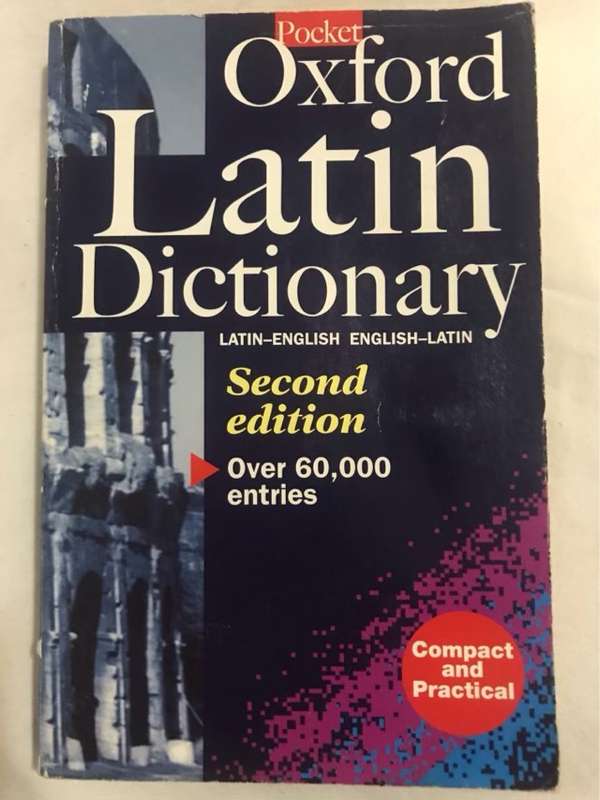 Pocket
Oxford
Latin
Dictionary
LATIN–ENGLISH ENGLISH–LATIN
Second
edition
Over 60,000
entries
Compact
and
Practical